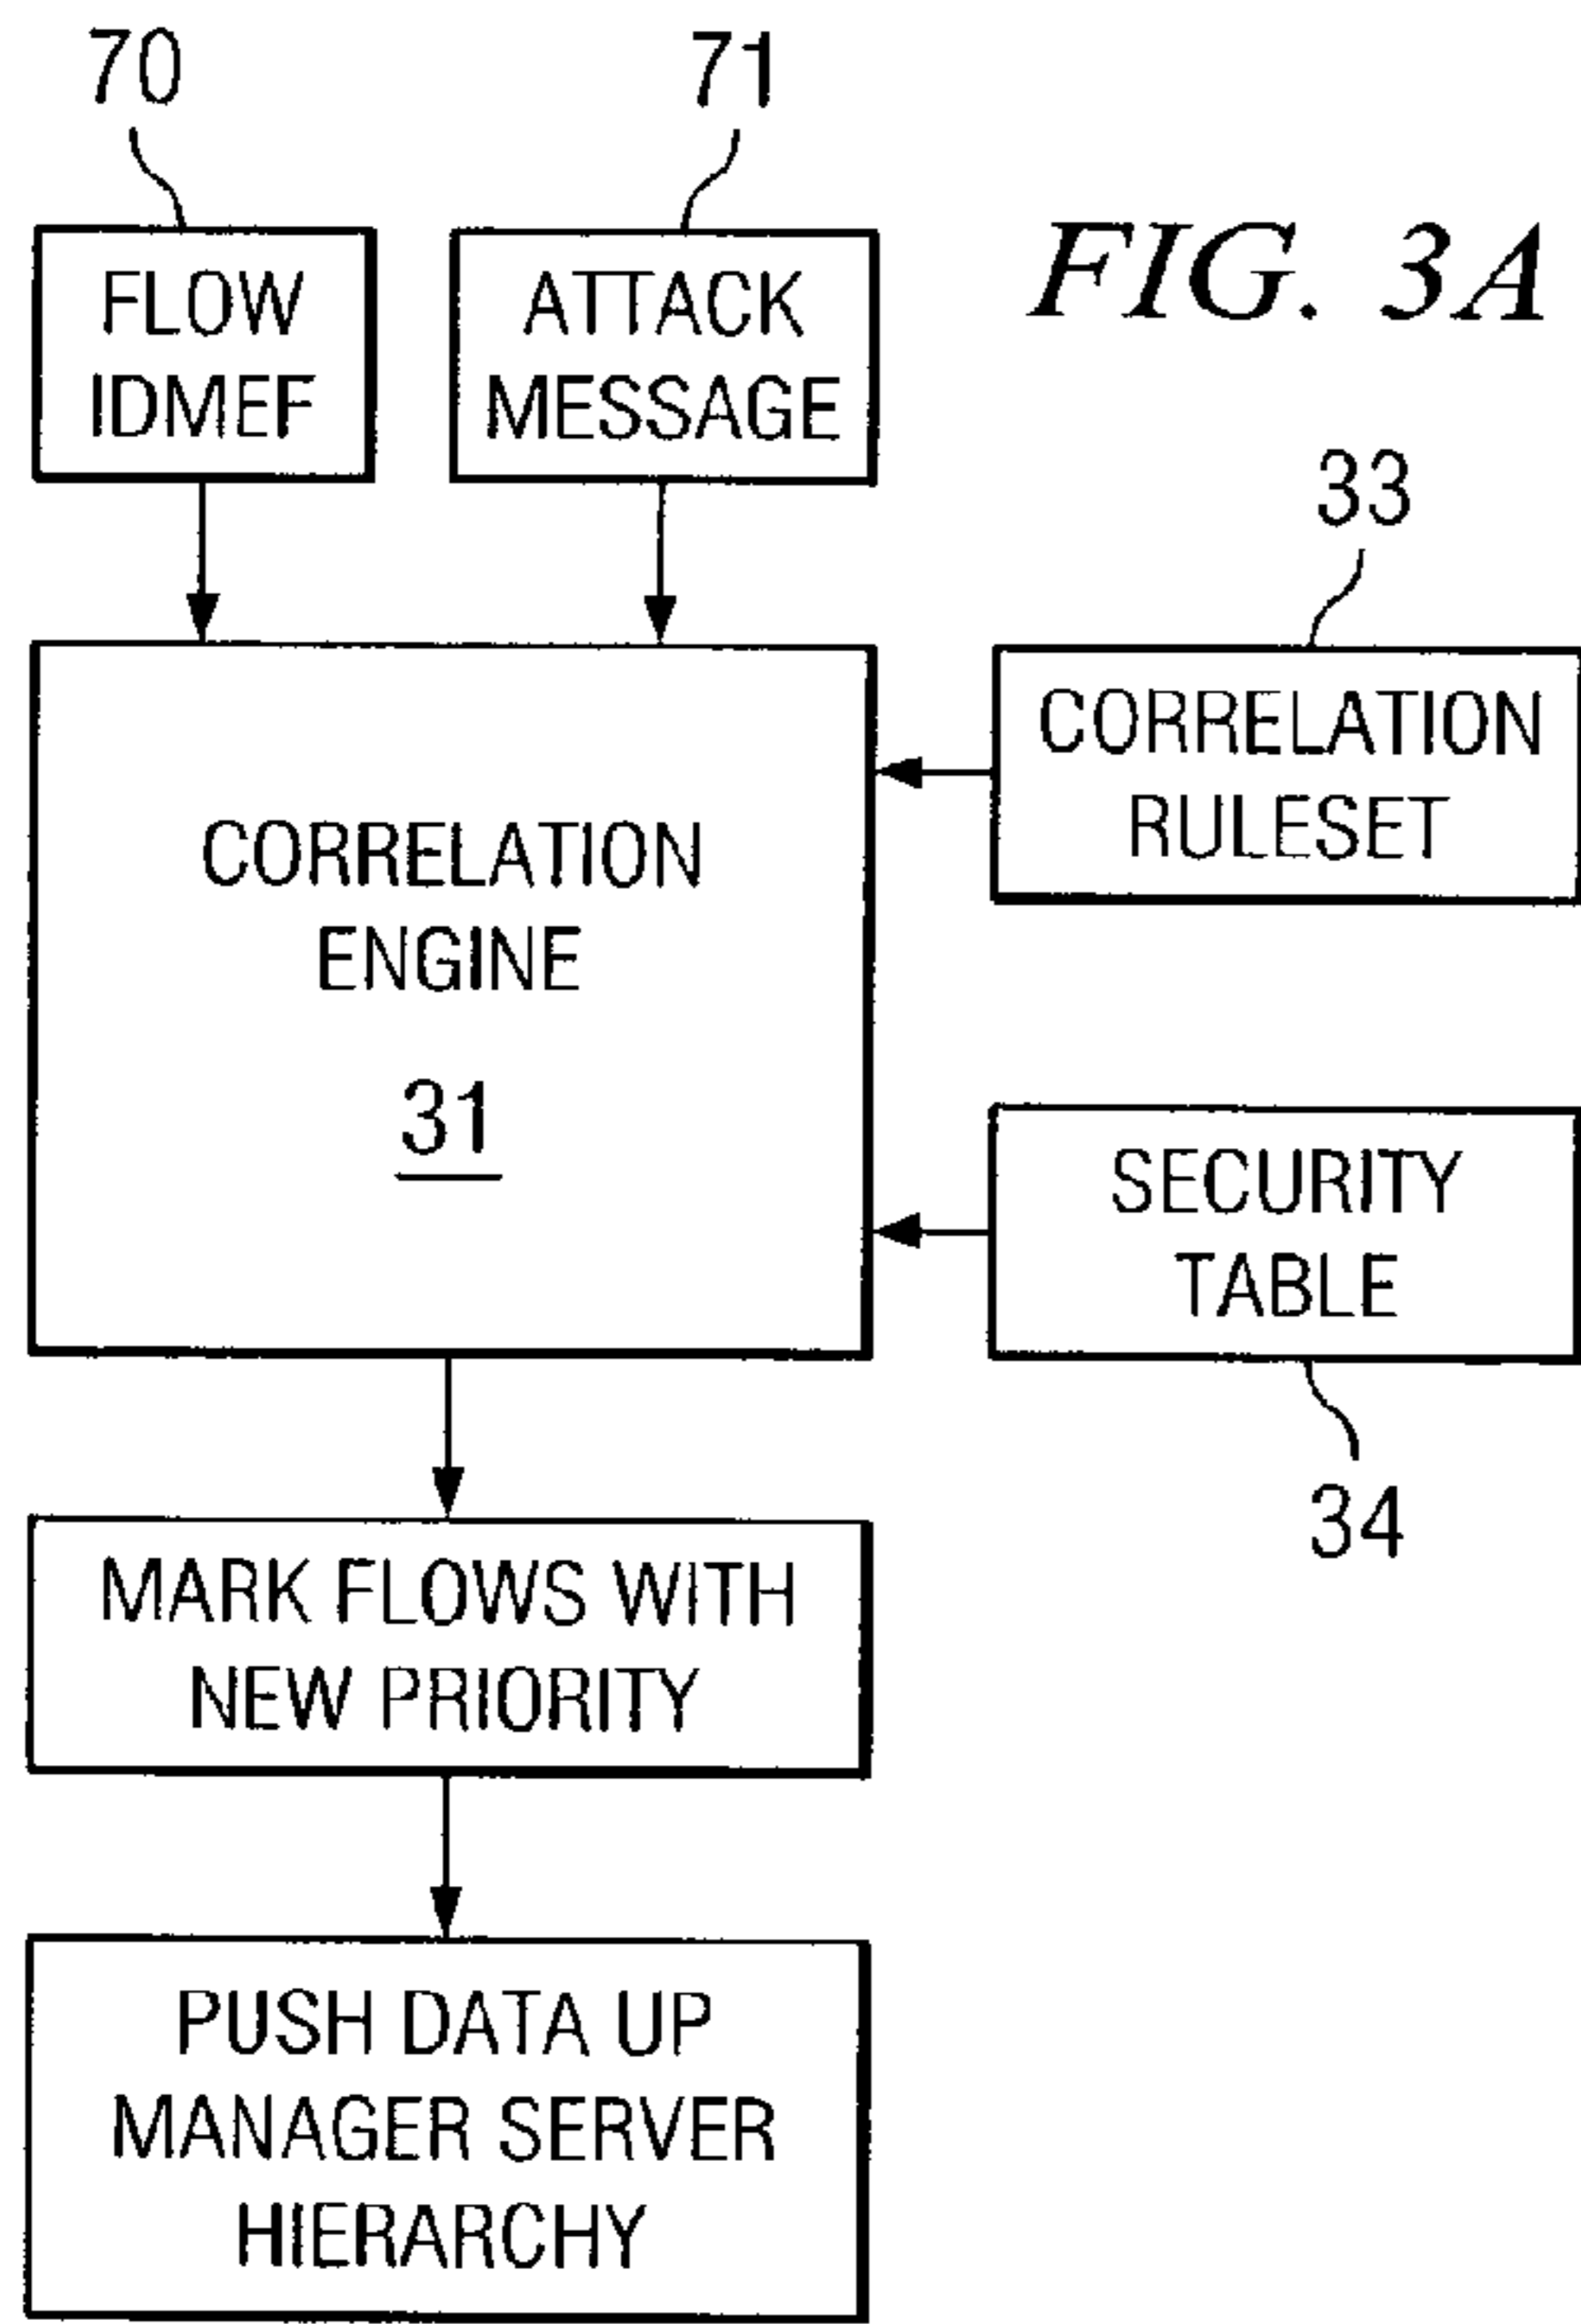 70
71
FIG. 3A
FLOW
IDMEF
ATTACK
MESSAGE
33
CORRELATION
RULESET
CORRELATION
ENGINE
31
SECURITY
TABLE
34
MARK FLOWS WITH
NEW PRIORITY
PUSH DATA UP
MANAGER SERVER
HIERARCHY